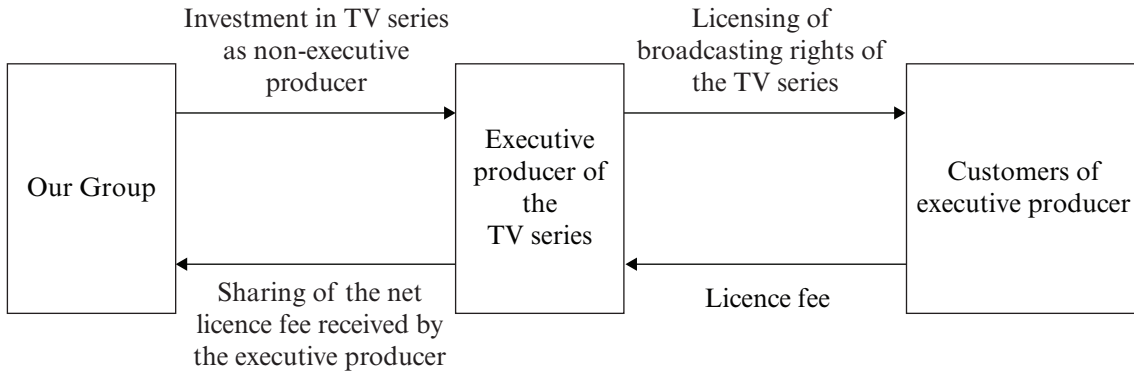 Investment in TV series
as non-executive
producer
Licensing of
broadcasting rights of
the TV series
Our Group
Executive
producer of
the
TV series
Customers of
executive producer
Sharing of the net
licence fee received by
the executive producer
Licence fee